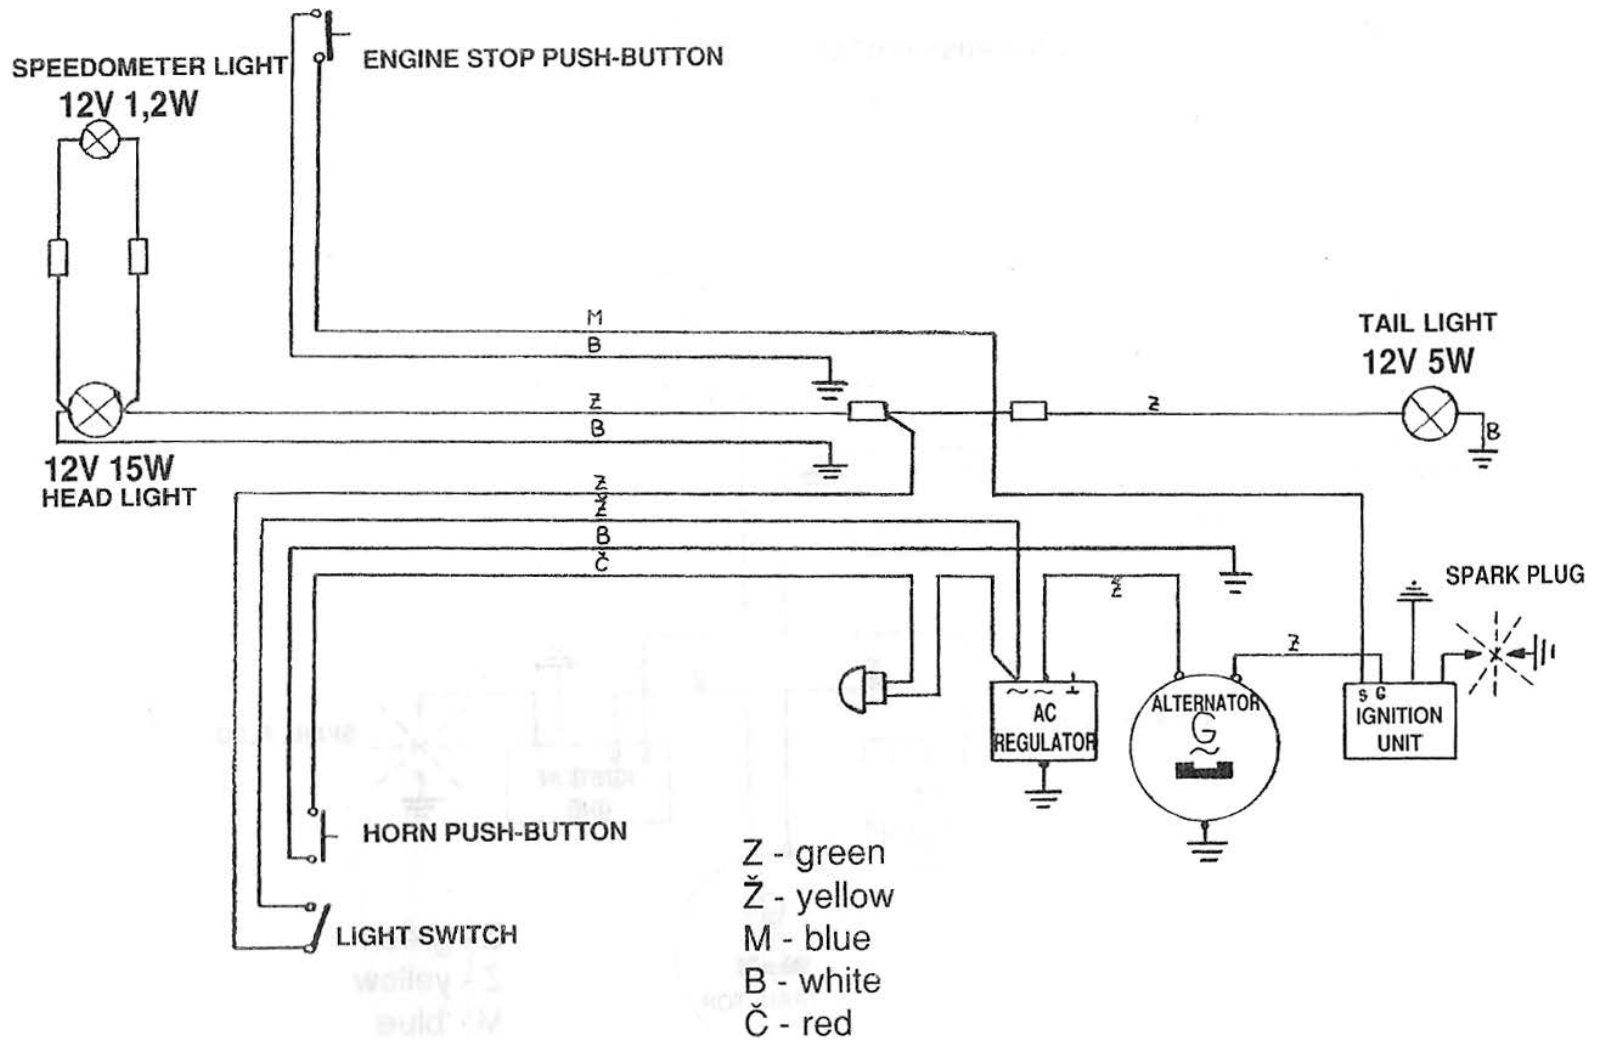 ENGINE STOP PUSH-BUTTON
SPEEDOMETER LIGHT
12V 1,2W
M
B
TAIL LIGHT
12V 5W
Z
Z
B
B
12V 15W
HEAD LIGHT
Z
Ž
B
Č
Ž
SPARK PLUG
Z
ALTERNATOR
G
~
~ ~
AC
REGULATOR
S G
IGNITION
UNIT
HORN PUSH-BUTTON
LIGHT SWITCH
Z - green
Ž - yellow
M - blue
B - white
Č - red